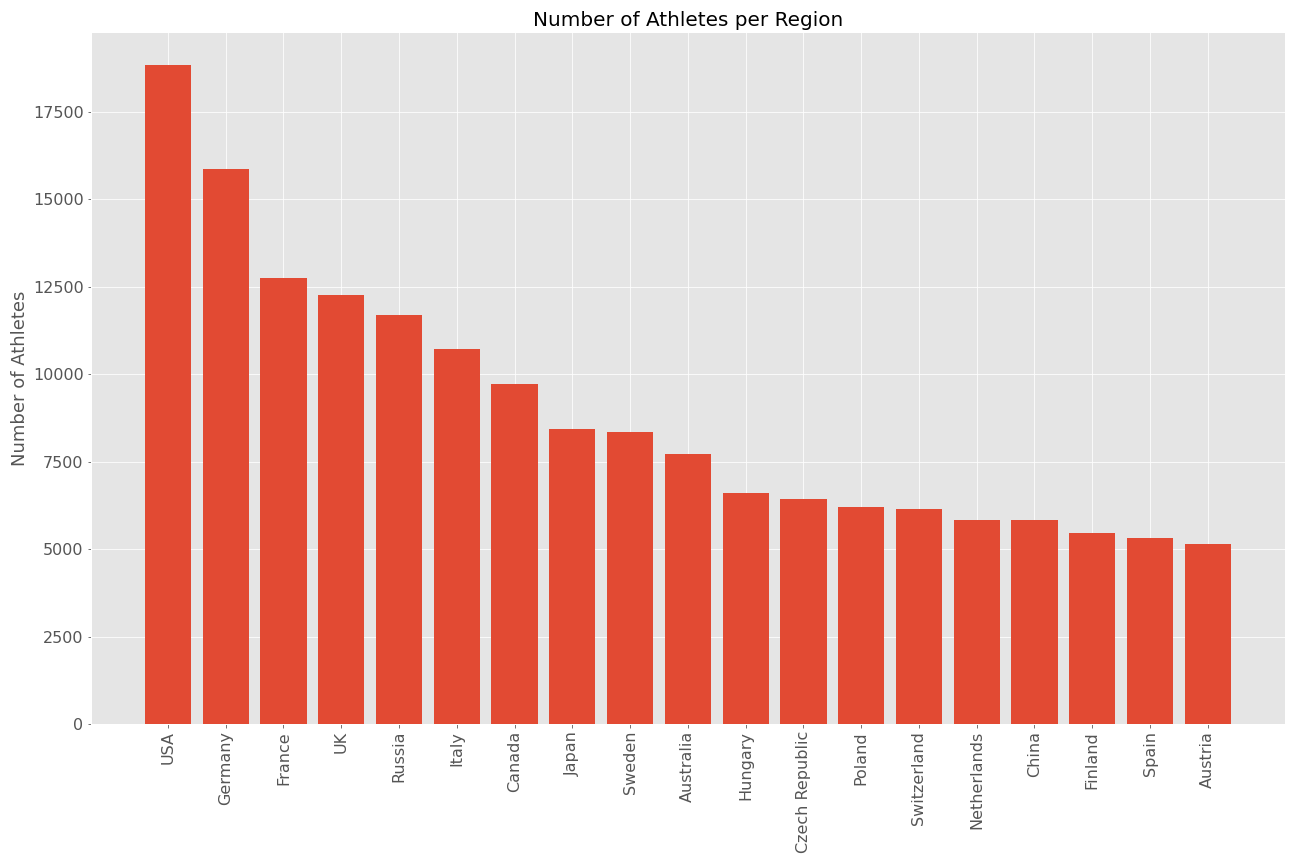 Number of Athletes per Region
Number of Athletes
17500
15000
12500
10000
7500
5000
2500
0
USA
Germany
France
UK
Russia
Italy
Canada
Japan
Sweden
Australia
Hungary
Czech Republic
Poland
Switzerland
Netherlands
China
Finland
Spain
Austria